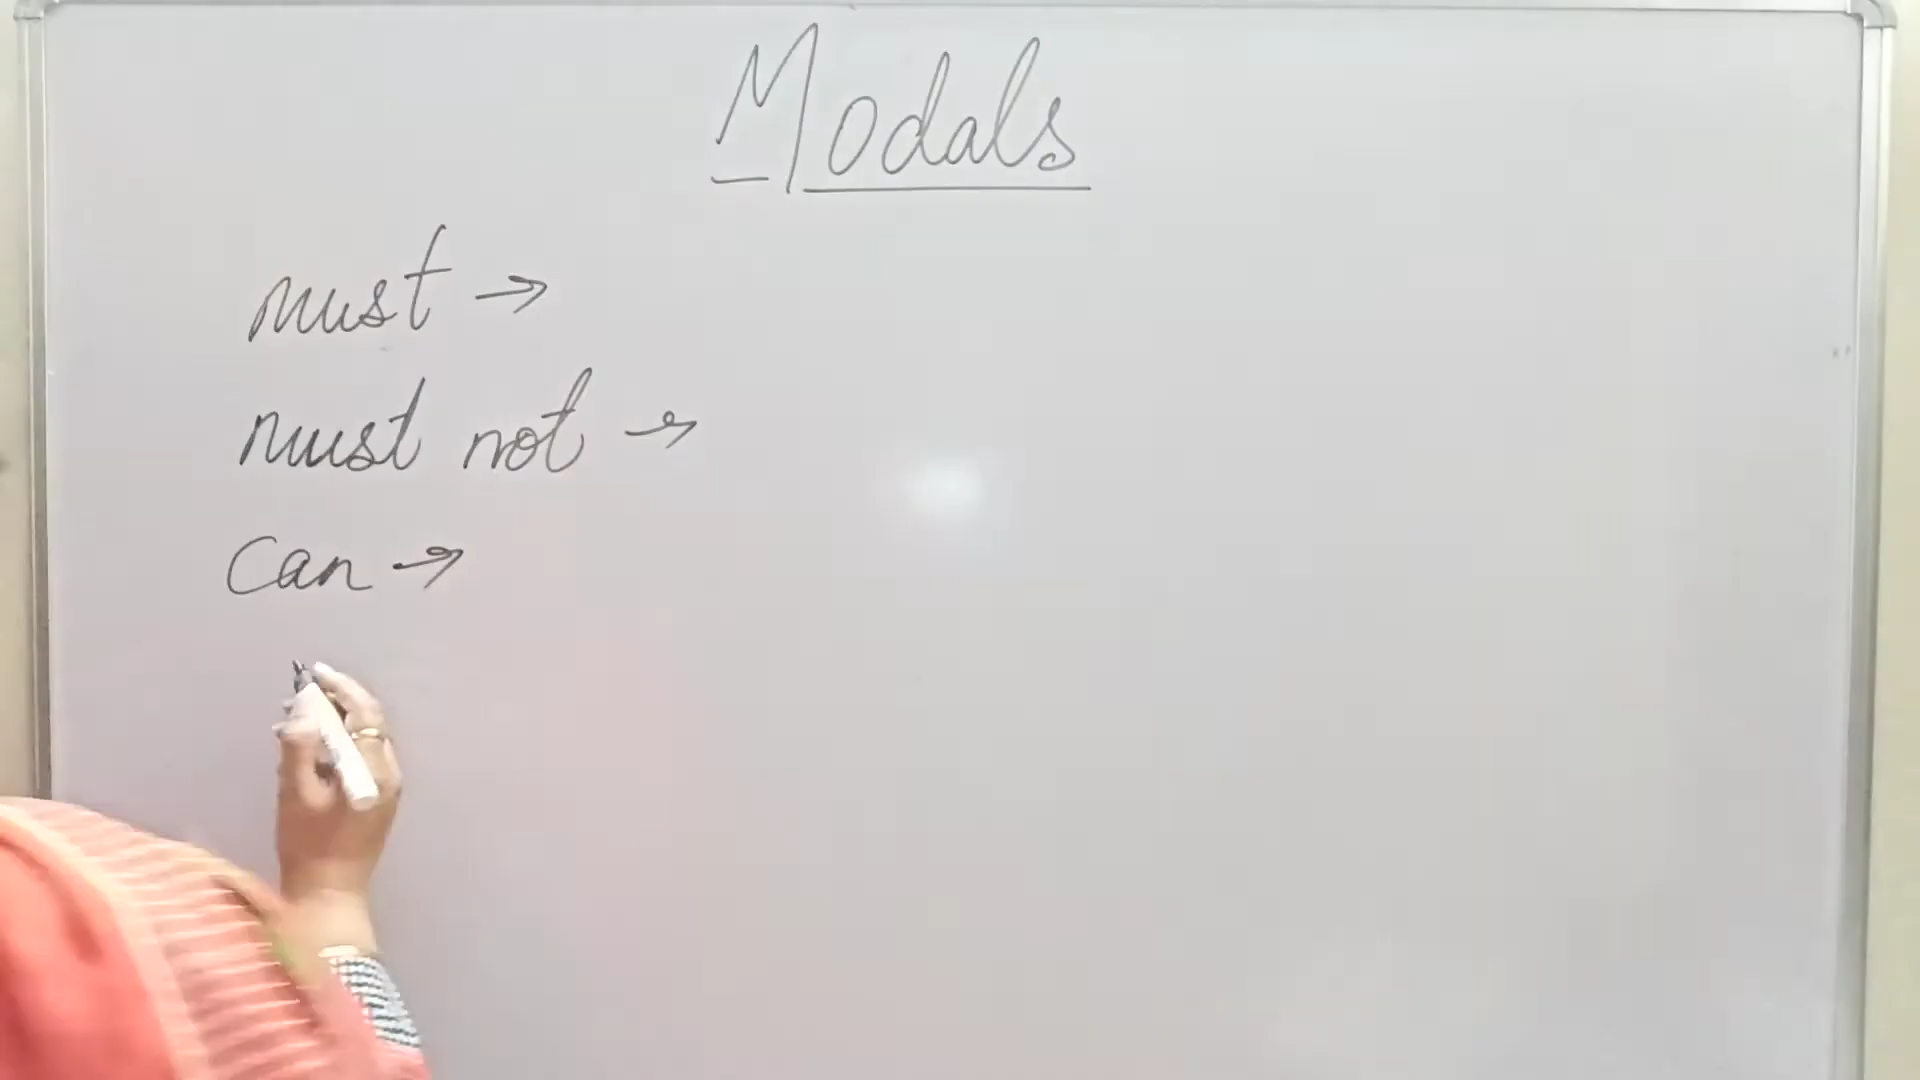 Modals
must →
must not →
can →